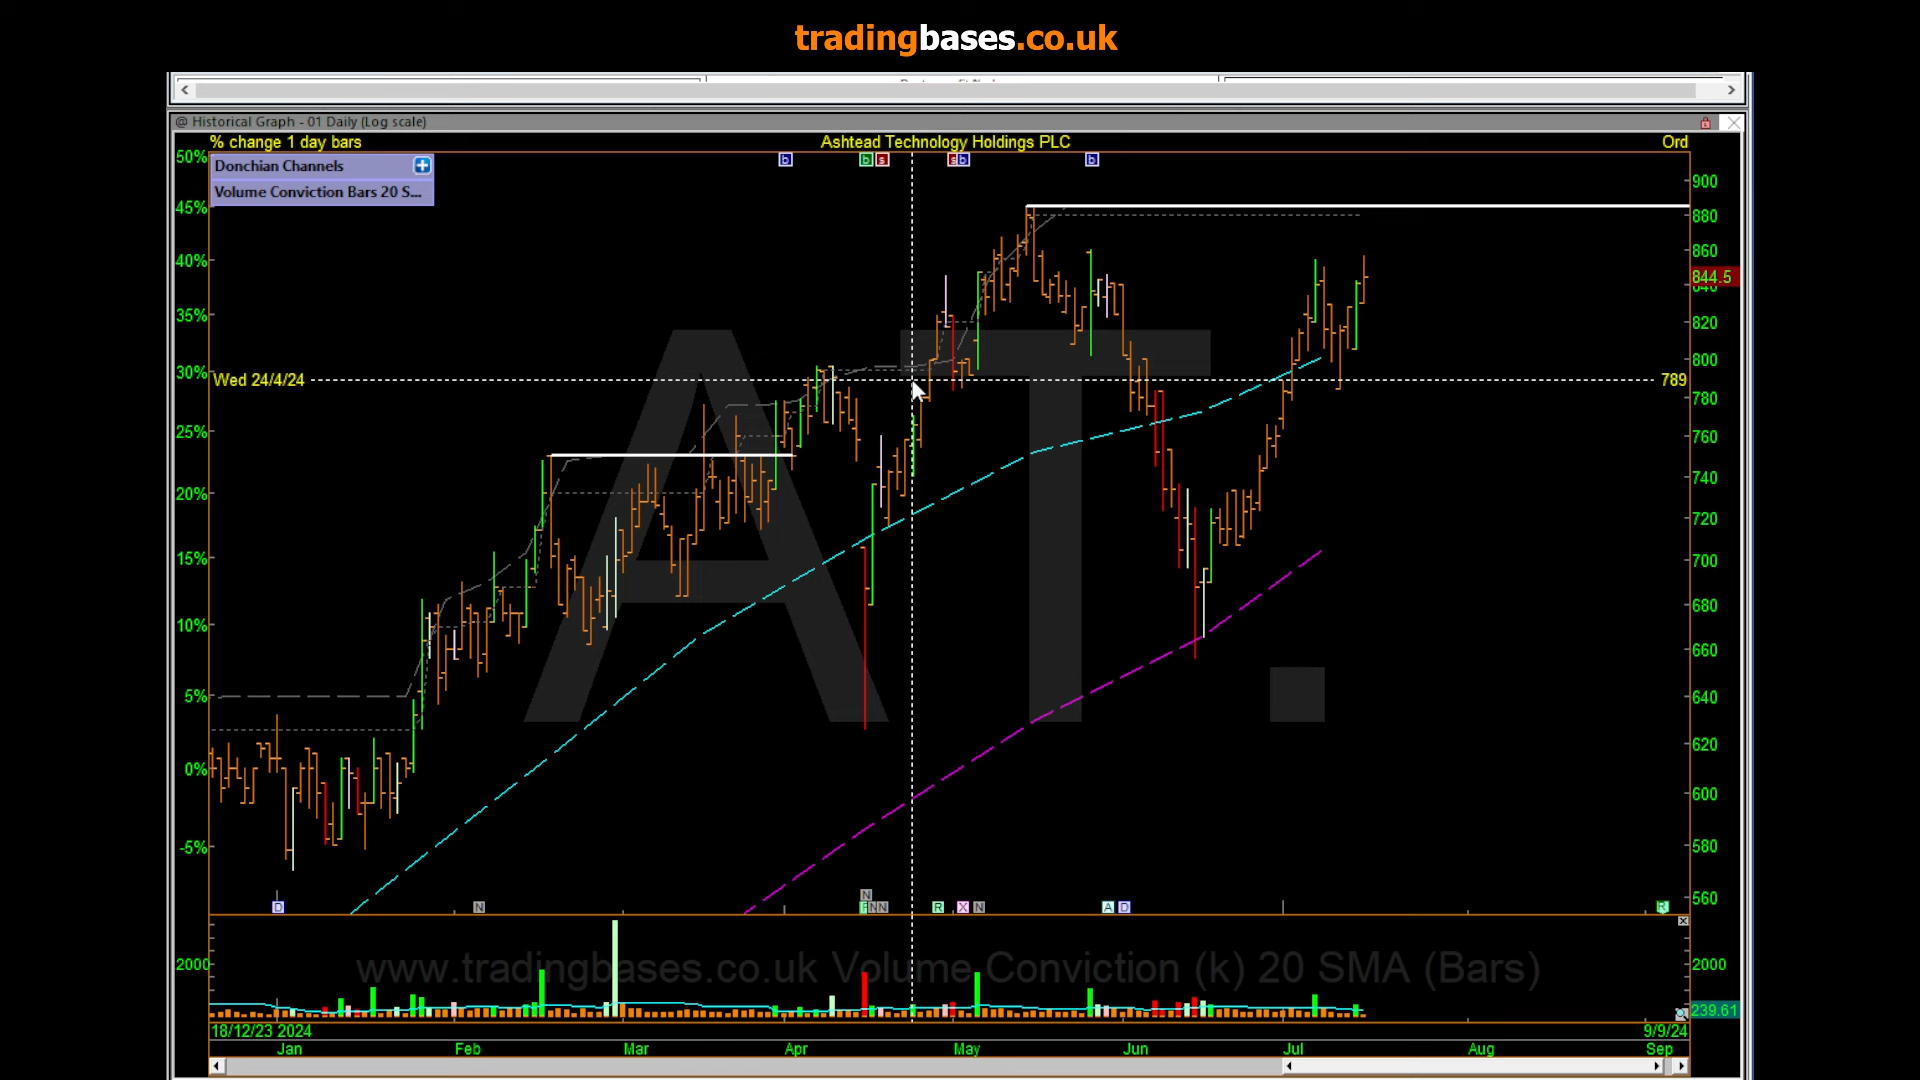 tradingbases.co.uk
@ Historical Graph - 01 Daily (Log scale)
% change 1 day bars
Ashtead Technology Holdings PLC
Ord
Donchian Channels
Volume Conviction Bars 20 S...
b
b s
s b
b
50%
45%
40%
35%
30%
25%
20%
15%
10%
5%
0%
-5%
900
880
860
844.5
820
800
789
780
760
740
720
700
680
660
640
620
600
580
560
Wed 24/4/24
AT.
D
N
N
N N
R
X
N
A
D
R
www.tradingbases.co.uk Volume Conviction (k) 20 SMA (Bars)
2000
2000
239.61
18/12/23 2024
9/9/24
Jan
Feb
Mar
Apr
May
Jun
Jul
Aug
Sep